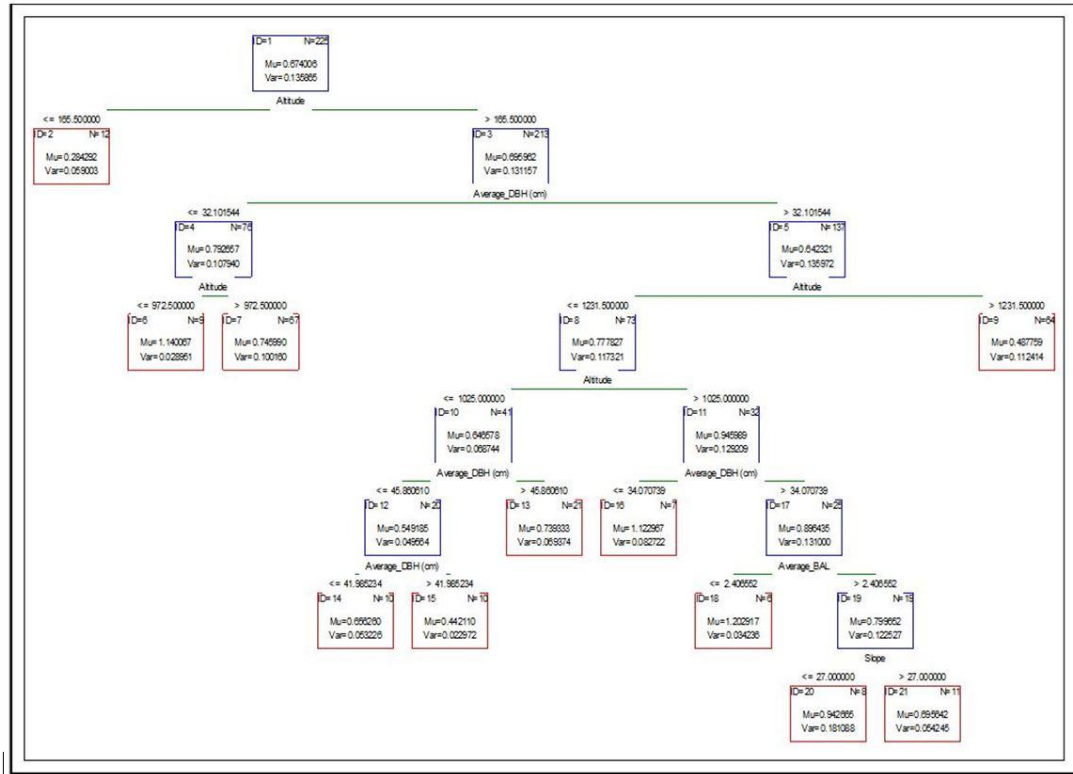 ID=1 N=225
Mu=0.674006
Var=0.135865
Altitude
<= 165.500000
> 165.500000
ID=2 N=12
Mu=0.284292
Var=0.059003
ID=3 N=213
Mu=0.695962
Var=0.131157
Average_DBH (cm)
<= 32.101544
> 32.101544
ID=4 N=76
Mu=0.792657
Var=0.107940
Altitude
ID=5 N=137
Mu=0.642321
Var=0.135972
Altitude
<= 972.500000
> 972.500000
ID=6 N=9
Mu=1.140067
Var=0.028951
ID=7 N=67
Mu=0.745990
Var=0.100160
<= 1231.500000
> 1231.500000
ID=8 N=73
Mu=0.777827
Var=0.117321
Altitude
ID=9 N=64
Mu=0.487759
Var=0.112414
<= 1025.000000
> 1025.000000
ID=10 N=41
Mu=0.646578
Var=0.068744
Average_DBH (cm)
ID=11 N=32
Mu=0.945989
Var=0.129209
Average_DBH (cm)
<= 45.860610
> 45.860610
ID=12 N=20
Mu=0.549185
Var=0.049554
Average_DBH (cm)
ID=13 N=21
Mu=0.739333
Var=0.069374
<= 34.070739
> 34.070739
ID=16 N=7
Mu=1.122967
Var=0.082722
ID=17 N=25
Mu=0.896435
Var=0.131000
Average_BAL
<= 41.985234
> 41.985234
ID=14 N=10
Mu=0.656260
Var=0.053226
ID=15 N=10
Mu=0.442110
Var=0.022972
<= 2.406552
> 2.406552
ID=18 N=6
Mu=1.202917
Var=0.034236
ID=19 N=19
Mu=0.799652
Var=0.122527
Slope
<= 27.000000
> 27.000000
ID=20 N=8
Mu=0.942665
Var=0.181088
ID=21 N=11
Mu=0.695642
Var=0.054245